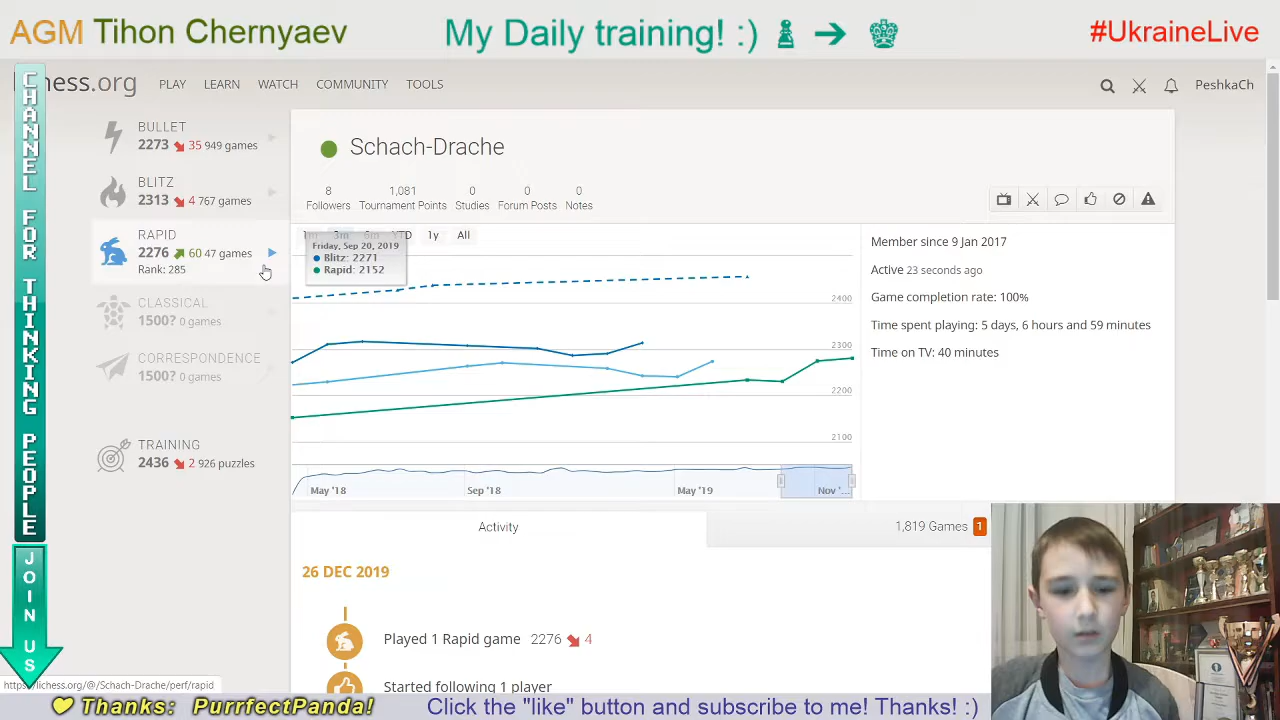 AGM Tihon Chernyaev
My Daily training! :)
#UkraineLive
hess.org
PLAY
LEARN
WATCH
COMMUNITY
TOOLS
PeshkaCh
CHANNEL FOR THINKING PEOPLE
JOIN US
BULLET
2273 35 949 games
BLITZ
2313 4 767 games
RAPID
2276 60 47 games
Rank: 285
CLASSICAL
1500? 0 games
CORRESPONDENCE
1500? 0 games
TRAINING
2436 2 926 puzzles
Schach-Drache
8
Followers
1,081
Tournament Points
0
Studies
0
Forum Posts
0
Notes
1m 3m 6m YTD 1y All
Friday, Sep 20, 2019
Blitz: 2271
Rapid: 2152
2400
2300
2200
2100
May '18
Sep '18
May '19
Nov '...
Member since 9 Jan 2017
Active 23 seconds ago
Game completion rate: 100%
Time spent playing: 5 days, 6 hours and 59 minutes
Time on TV: 40 minutes
Activity
1,819 Games 1
26 DEC 2019
Played 1 Rapid game 2276 4
Started following 1 player
https://lichess.org/@/Schach-Drache/perf/rapid
Thanks: PurrfectPanda!
Click the "like" button and subscribe to me! Thanks! :)